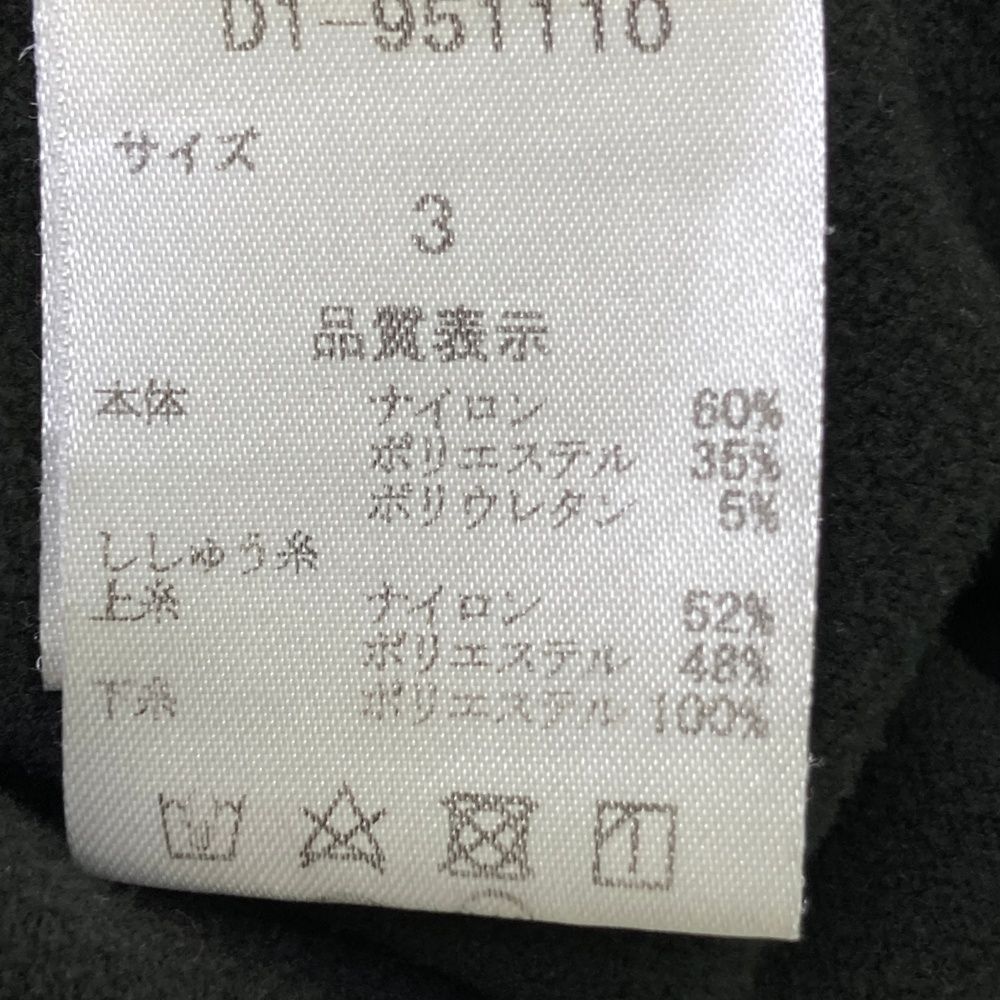 D1-951110
サイズ
3
品質表示
本体 ナイロン 60%
ポリエステル 35%
ポリウレタン 5%
ししゅう糸
上糸 ナイロン 52%
ポリエステル 48%
下糸 ポリエステル 100%